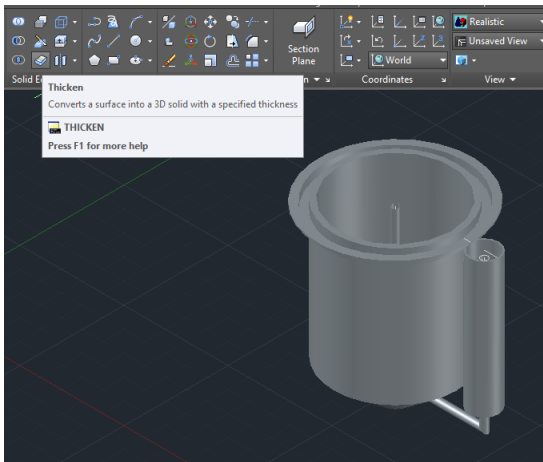 Realistic
Unsaved View
Section
Plane
World
Solid E
Coordinates
View
Thicken
Converts a surface into a 3D solid with a specified thickness
THICKEN
Press F1 for more help